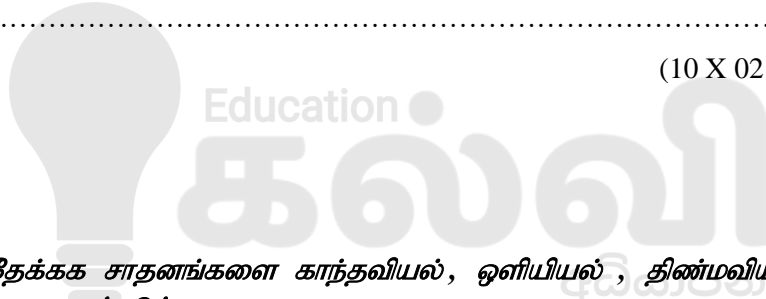 ................................................................................
(10 X 02
Education
கல்வி
தேக்கக சாதனங்களை காந்தவியல் , ஒளியியல் , திண்மவிய